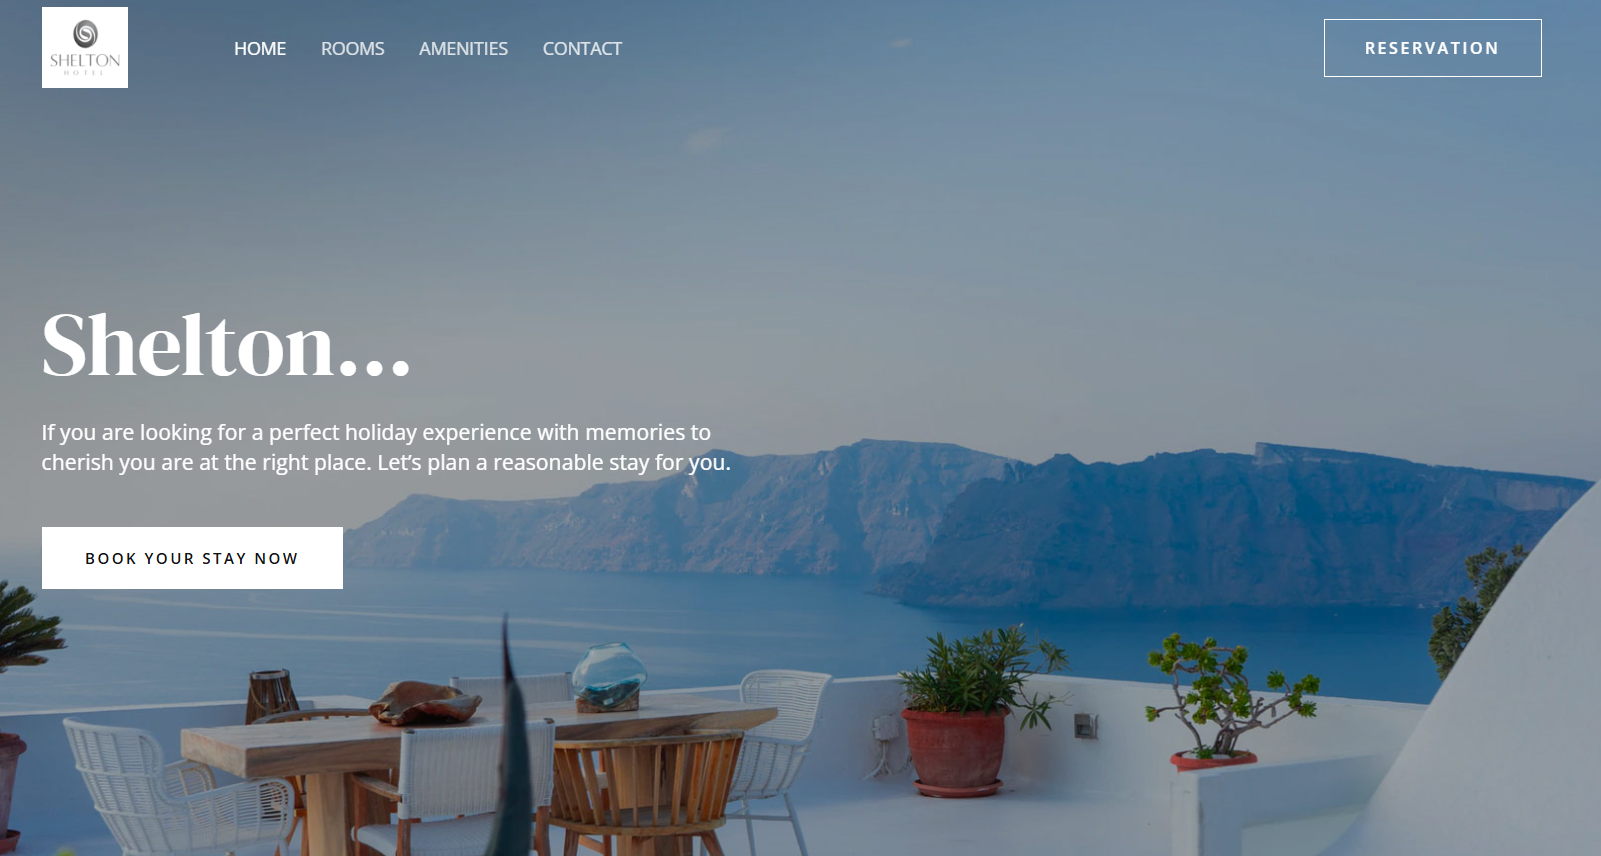 SHELTON
HOTEL
HOME ROOMS AMENITIES CONTACT
RESERVATION
Shelton...
If you are looking for a perfect holiday experience with memories to
cherish you are at the right place. Let’s plan a reasonable stay for you.
BOOK YOUR STAY NOW